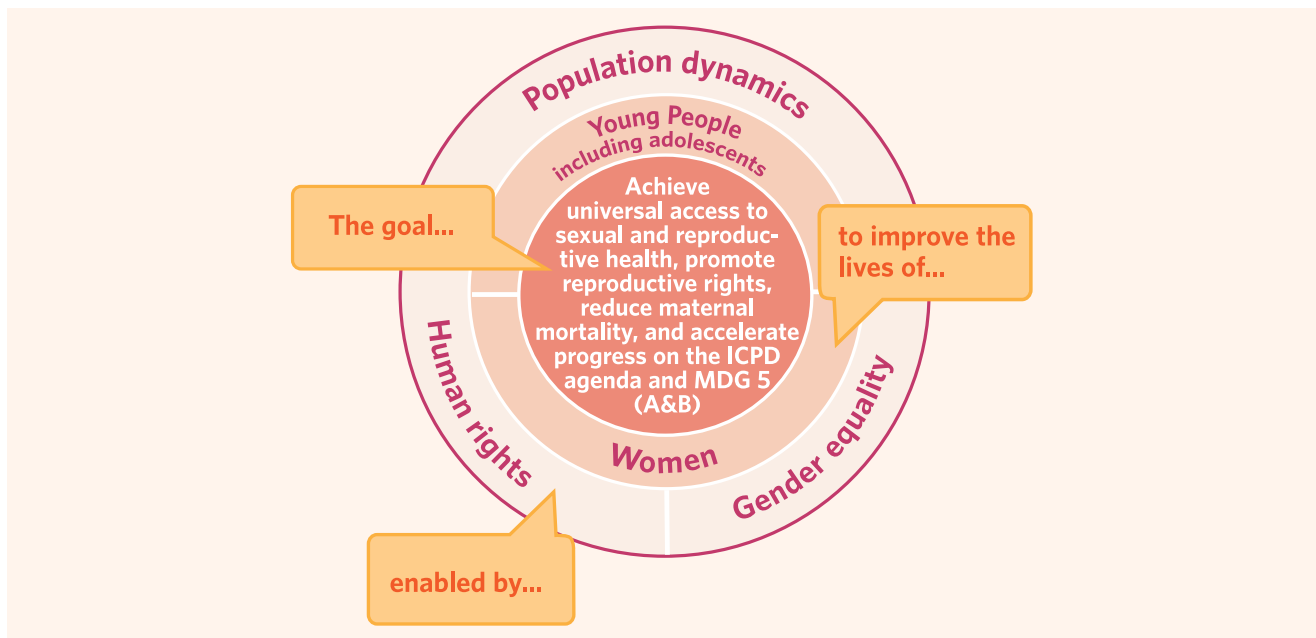 Population dynamics
Young People
including adolescents
The goal...
Achieve
universal access to
sexual and reproduc-
tive health, promote
reproductive rights,
reduce maternal
mortality, and accelerate
progress on the ICPD
agenda and MDG 5
(A&B)
to improve the
lives of...
Women
Human rights
Gender equality
enabled by...